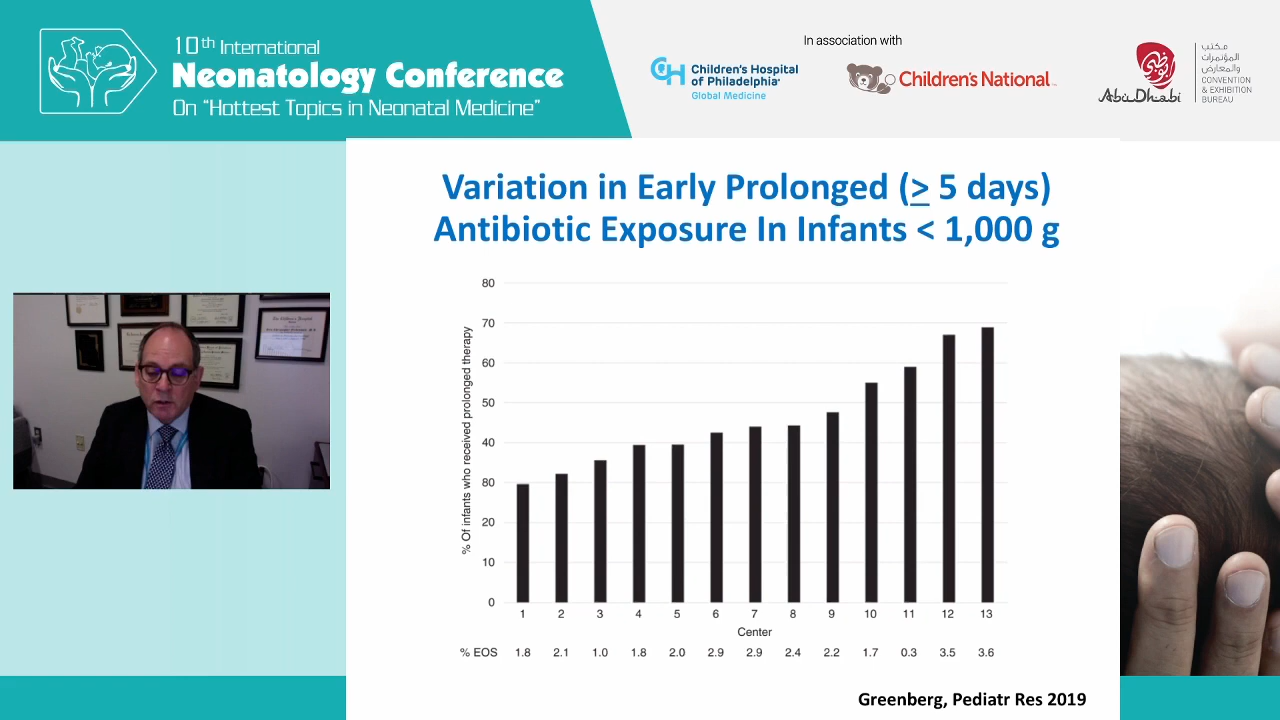 10th International
Neonatology Conference
On “Hottest Topics in Neonatal Medicine”
In association with
Children's Hospital
of Philadelphia
Global Medicine
Children's National
أبوظبي
Abu Dhabi
مكتب
المؤتمرات
والمعارض
CONVENTION
& EXHIBITION
BUREAU
Variation in Early Prolonged (≥ 5 days)
Antibiotic Exposure In Infants < 1,000 g
% Of infants who received prolonged therapy
80
70
60
50
40
80
20
10
0
1 2 3 4 5 6 7 8 9 10 11 12 13
Center
% EOS 1.8 2.1 1.0 1.8 2.0 2.9 2.9 2.4 2.2 1.7 0.3 3.5 3.6
Greenberg, Pediatr Res 2019